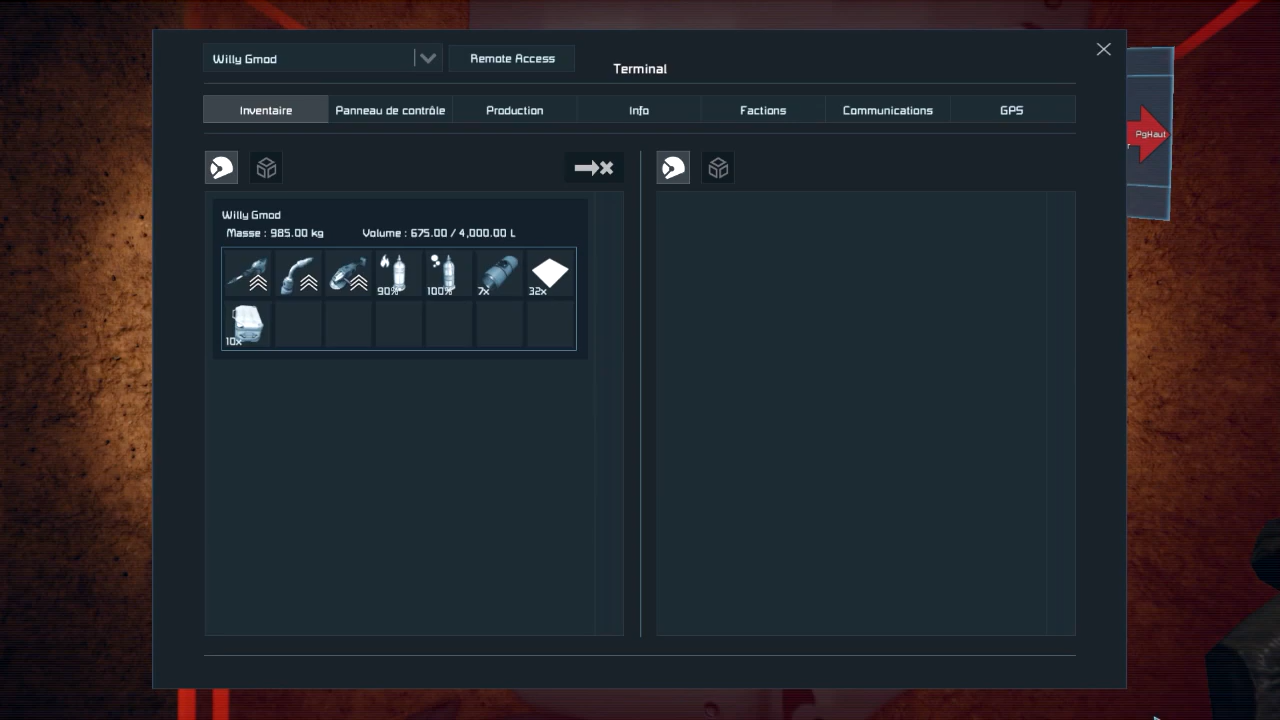 Willy Gmod
Remote Access
Terminal
Inventaire
Panneau de contrôle
Production
Info
Factions
Communications
GPS
PgHaut
Willy Gmod
Masse : 985.00 kg
Volume : 675.00 / 4,000.00 L
90%
100%
7x
32x
10x